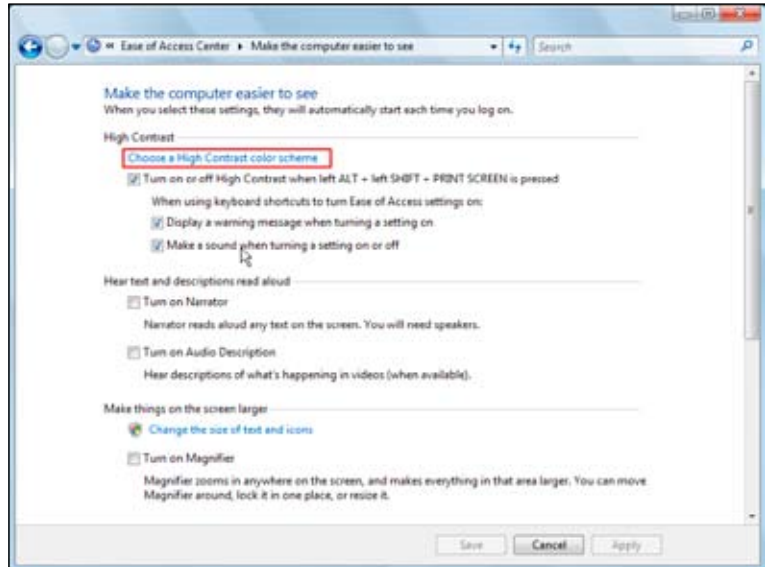 « Ease of Access Center ▸ Make the computer easier to see
Search
Make the computer easier to see
When you select these settings, they will automatically start each time you log on.
High Contrast
Choose a High Contrast color scheme
Turn on or off High Contrast when left ALT + left SHIFT + PRINT SCREEN is pressed
When using keyboard shortcuts to turn Ease of Access settings on:
Display a warning message when turning a setting on
Make a sound when turning a setting on or off
Hear text and descriptions read aloud
Turn on Narrator
Narrator reads aloud any text on the screen. You will need speakers.
Turn on Audio Description
Hear descriptions of what's happening in videos (when available).
Make things on the screen larger
Change the size of text and icons
Turn on Magnifier
Magnifier zooms in anywhere on the screen, and makes everything in that area larger. You can move
Magnifier around, lock it in one place, or resize it.
Save Cancel Apply